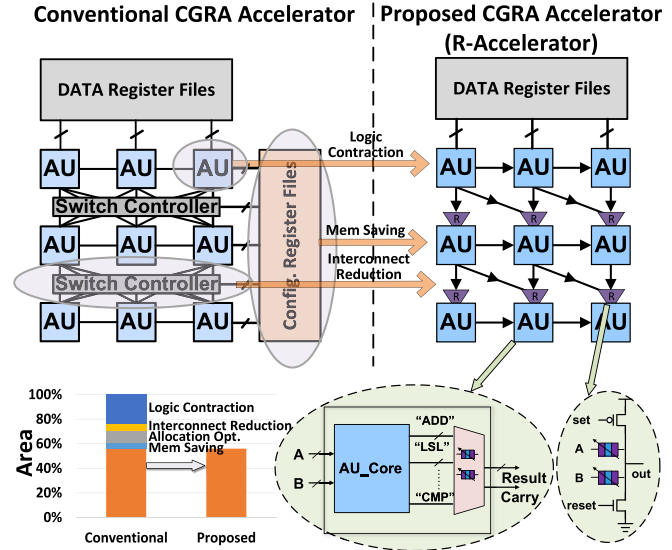 Conventional CGRA Accelerator
Proposed CGRA Accelerator
(R-Accelerator)
DATA Register Files
DATA Register Files
Logic
Contraction
AU AU AU
AU AU AU
Switch Controller
R R R
Config. Register Files
Mem Saving
AU AU AU
AU AU AU
Interconnect
Reduction
Switch Controller
R R R
AU AU AU
AU AU AU
Area
100%
80%
60%
40%
20%
0%
Logic Contraction
Interconnect Reduction
Allocation Opt.
Mem Saving
Conventional
Proposed
A
B
AU_Core
"ADD"
"LSL"
"CMP"
Result
Carry
set
A
B
out
reset